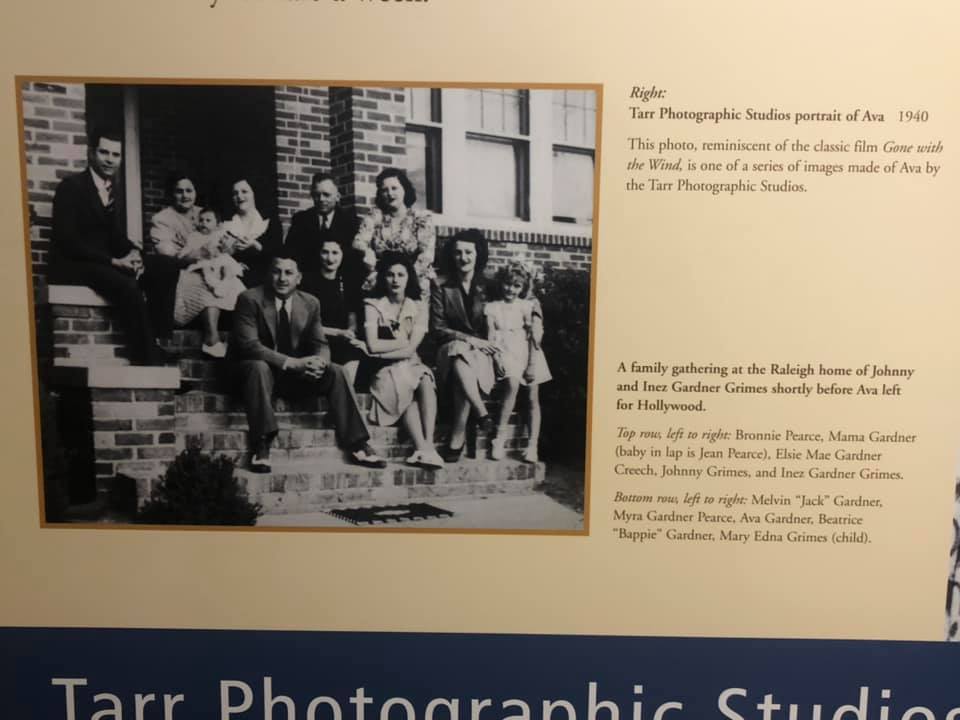 Right:
Tarr Photographic Studios portrait of Ava 1940
This photo, reminiscent of the classic film Gone with
the Wind, is one of a series of images made of Ava by
the Tarr Photographic Studios.
A family gathering at the Raleigh home of Johnny
and Inez Gardner Grimes shortly before Ava left
for Hollywood.
Top row, left to right: Bronnie Pearce, Mama Gardner
(baby in lap is Jean Pearce), Elsie Mae Gardner
Creech, Johnny Grimes, and Inez Gardner Grimes.
Bottom row, left to right: Melvin “Jack” Gardner,
Myra Gardner Pearce, Ava Gardner, Beatrice
“Bappie” Gardner, Mary Edna Grimes (child).
Tarr Photographic Studios